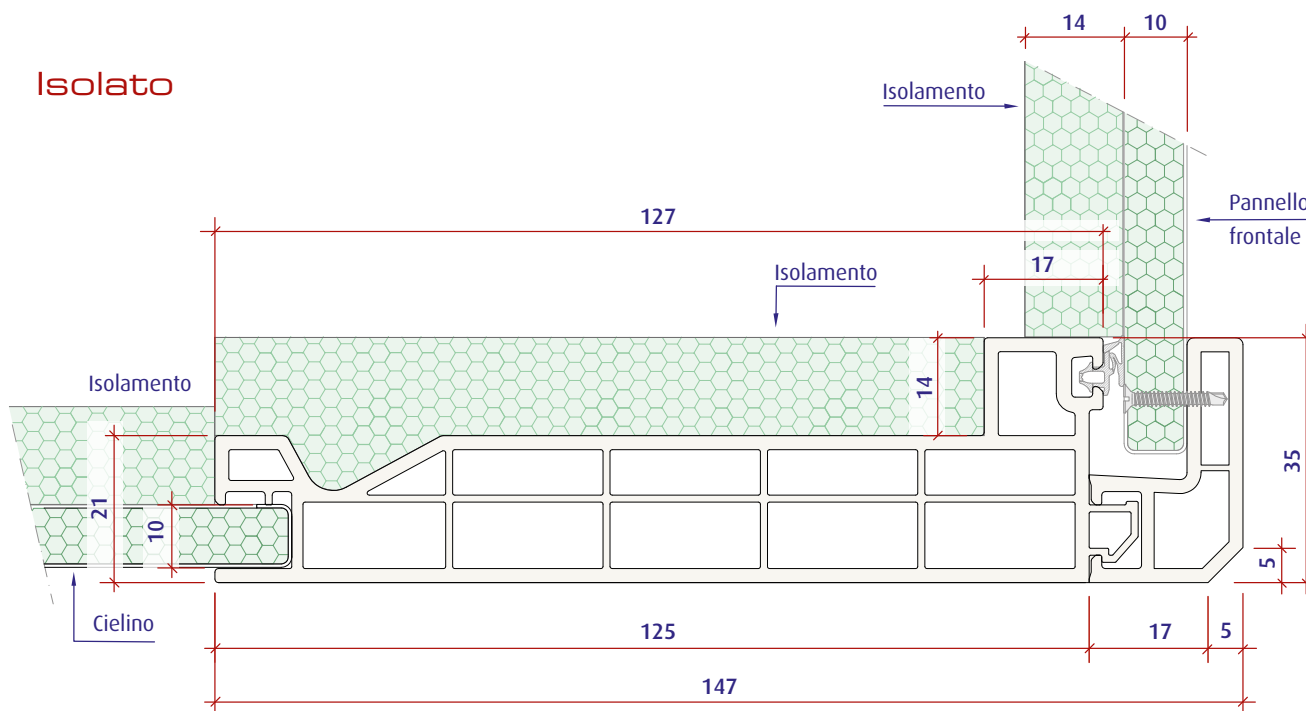 14
10
Isolato
Isolamento
Pannello
frontale
127
17
Isolamento
Isolamento
14
21
10
35
5
Cielino
125
17
5
147